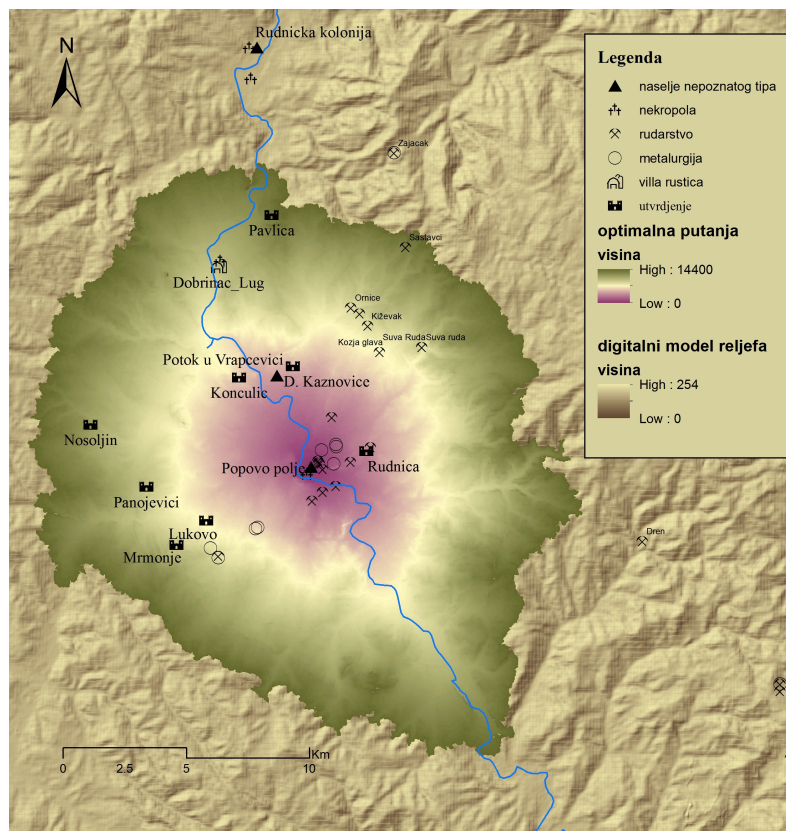 Rudnicka kolonija
N
Legenda
naselje nepoznatog tipa
nekropola
rudarstvo
metalurgija
villa rustica
utvrdjenje
optimalna putanja
visina
High : 14400
Low : 0
digitalni model reljefa
visina
High : 254
Low : 0
Zajacak
Pavlica
Sastavci
Dobrinac_Lug
Ornice
Kiževak
Kozja glava
Suva Ruda
Suva ruda
Potok u Vrapcevici
D. Kaznovice
Konculic
Nosoljin
Popovo polje
Rudnica
Panojevici
Lukovo
Mrmonje
Dren
Km
0
2.5
5
10